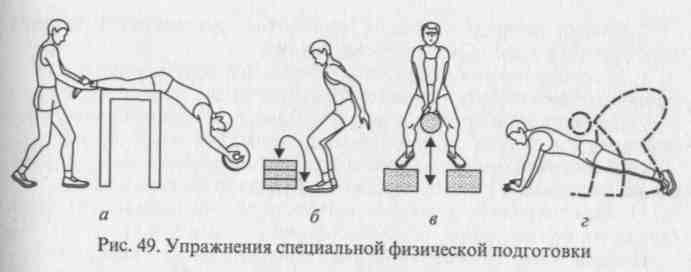 а б в г
Рис. 49. Упражнения специальной физической подготовки